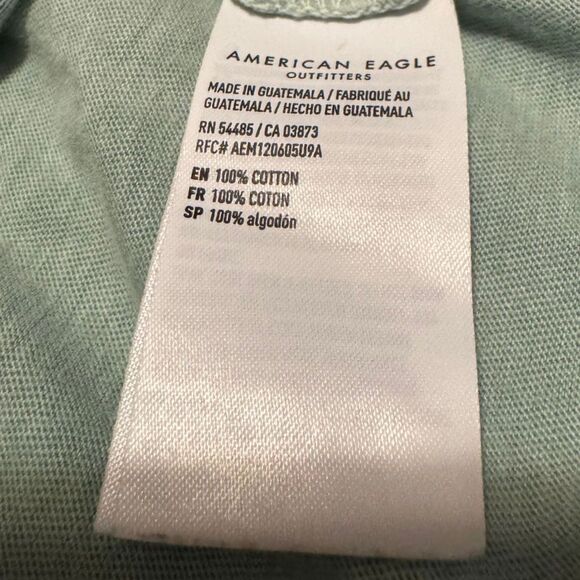 AMERICAN EAGLE
OUTFITTERS
MADE IN GUATEMALA / FABRIQUÉ AU
GUATEMALA / HECHO EN GUATEMALA
RN 54485 / CA 03873
RFC# AEM120605U9A
EN 100% COTTON
FR 100% COTON
SP 100% algodón